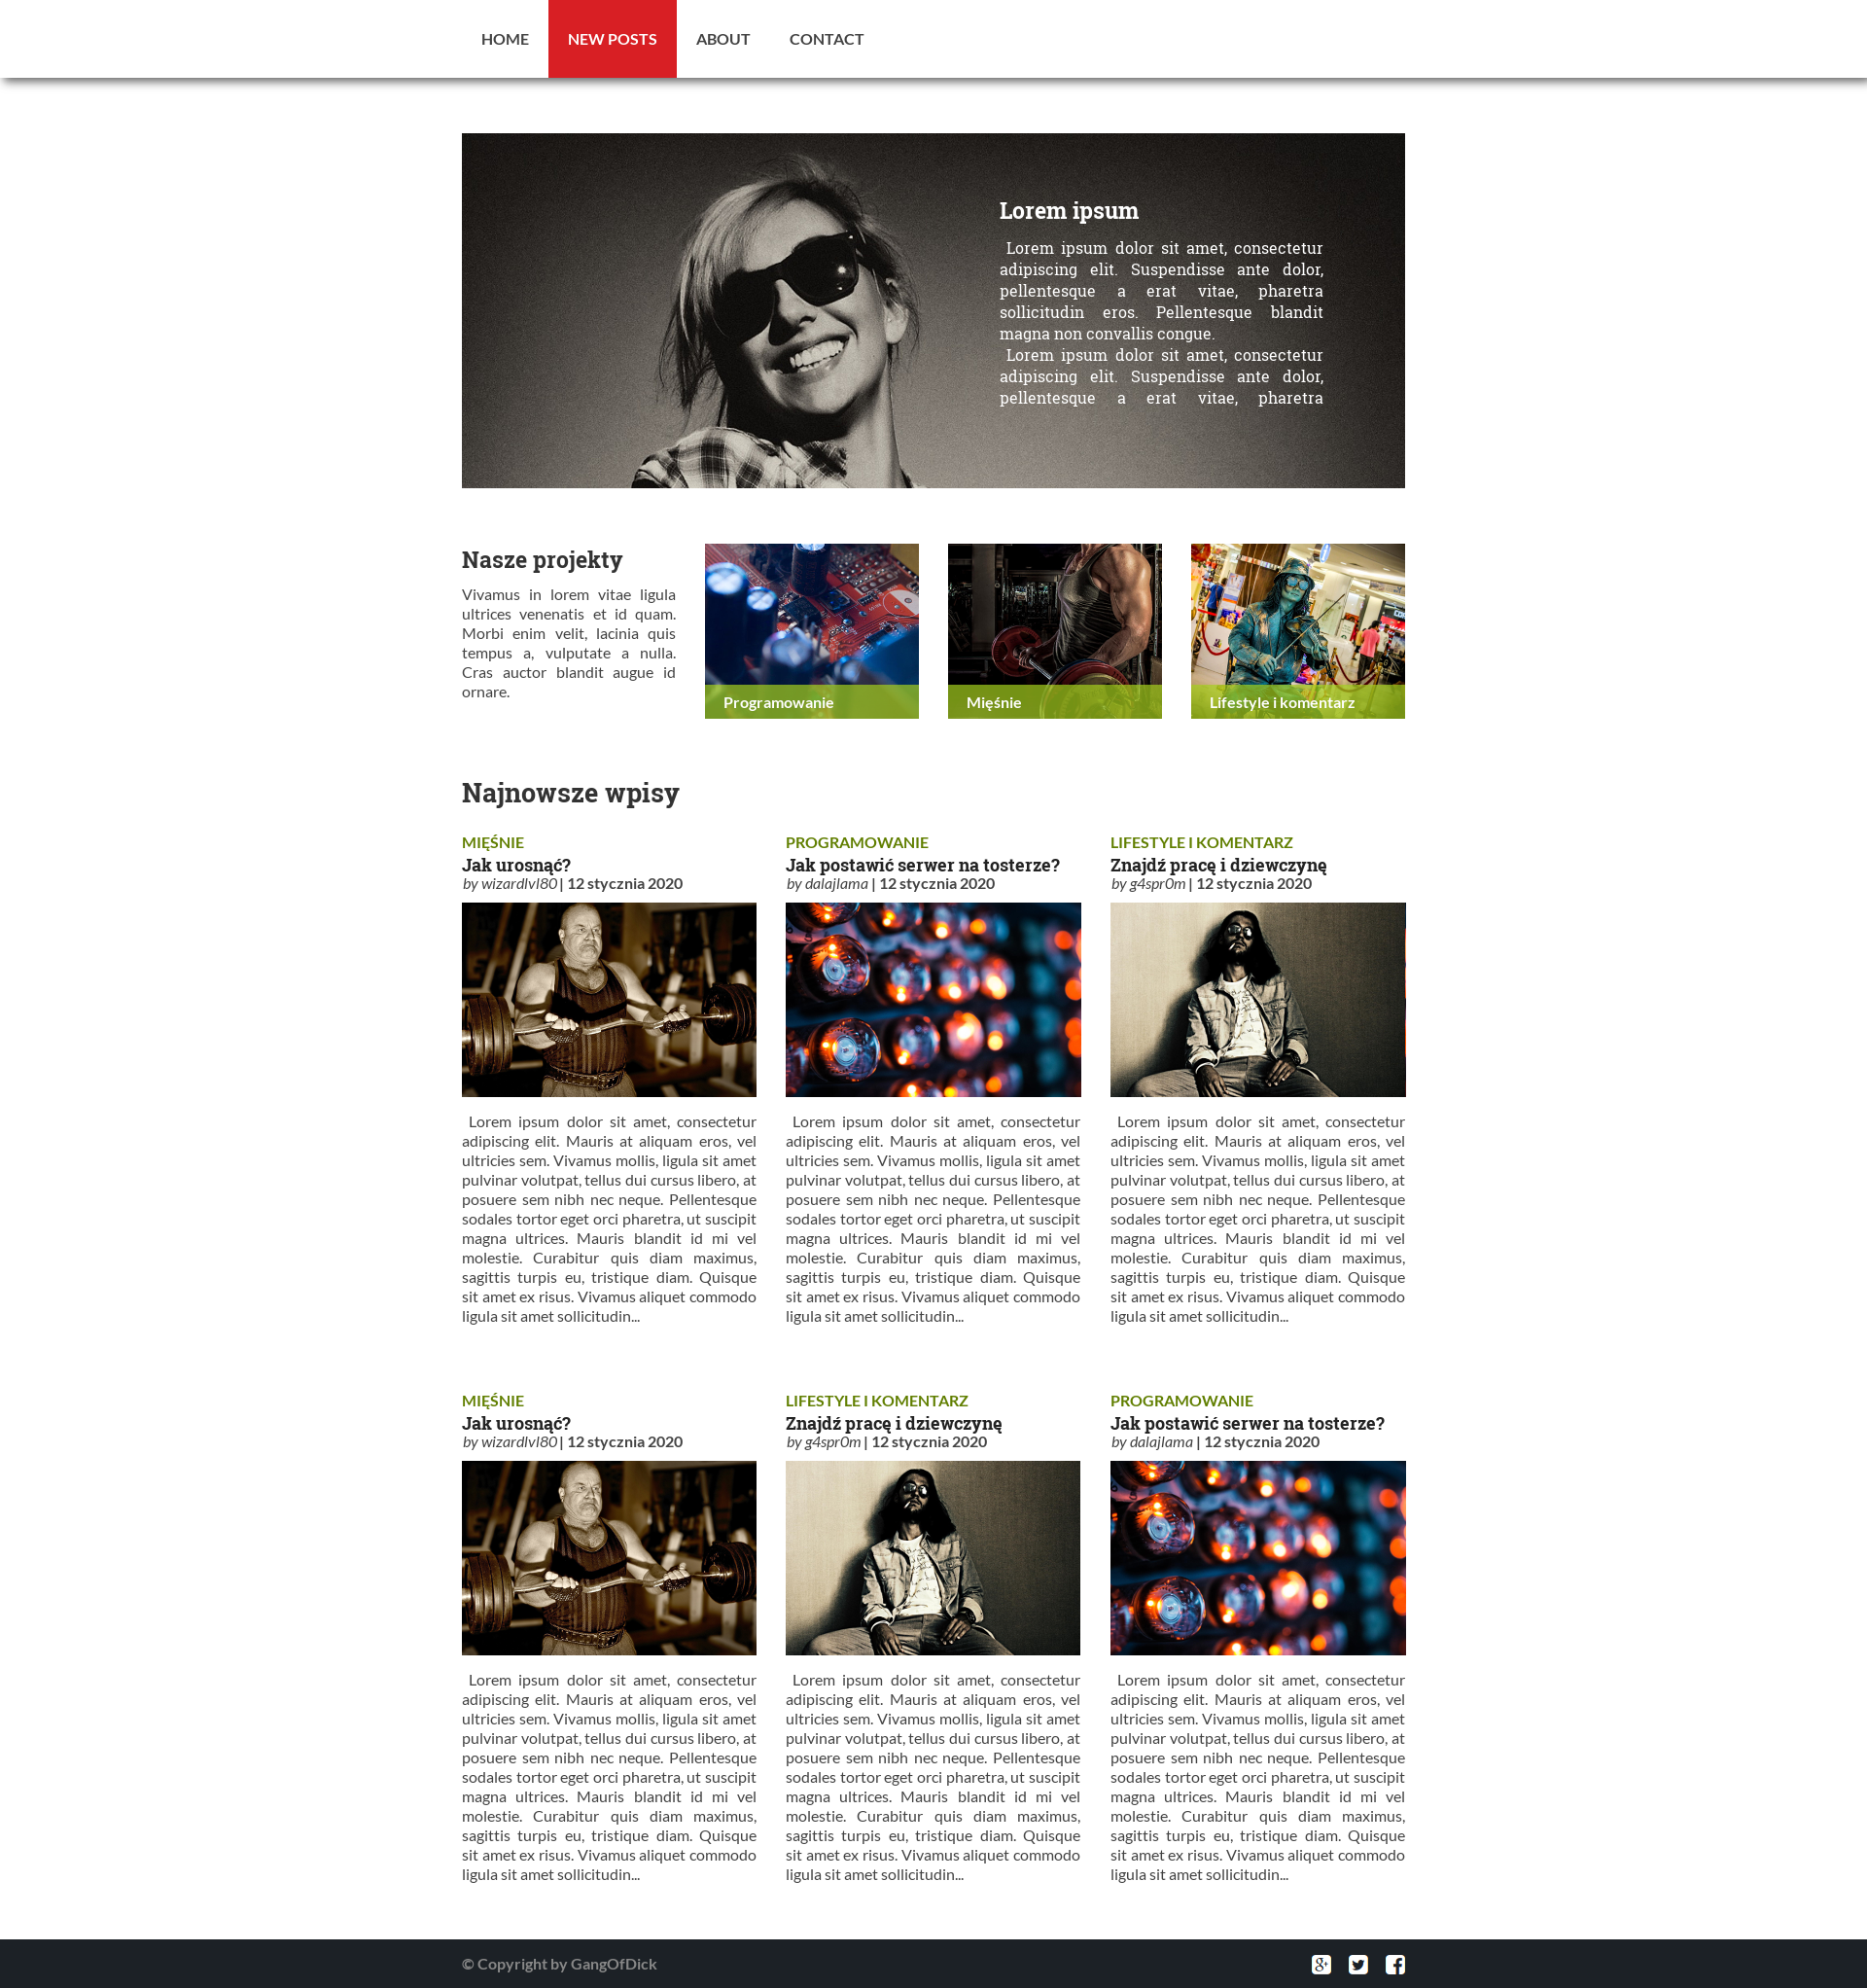 HOME NEW POSTS ABOUT CONTACT
Lorem ipsum
Lorem ipsum dolor sit amet, consectetur
adipiscing elit. Suspendisse ante dolor,
pellentesque a erat vitae, pharetra
sollicitudin eros. Pellentesque blandit
magna non convallis congue.
Lorem ipsum dolor sit amet, consectetur
adipiscing elit. Suspendisse ante dolor,
pellentesque a erat vitae, pharetra
Nasze projekty
Vivamus in lorem vitae ligula
ultrices venenatis et id quam.
Morbi enim velit, lacinia quis
tempus a, vulputate a nulla.
Cras auctor blandit augue id
ornare.
Programowanie
Mięśnie
Lifestyle i komentarz
Najnowsze wpisy
MIĘŚNIE
Jak urosnąć?
by wizardlvl80 | 12 stycznia 2020
Lorem ipsum dolor sit amet, consectetur
adipiscing elit. Mauris at aliquam eros, vel
ultricies sem. Vivamus mollis, ligula sit amet
pulvinar volutpat, tellus dui cursus libero, at
posuere sem nibh nec neque. Pellentesque
sodales tortor eget orci pharetra, ut suscipit
magna ultrices. Mauris blandit id mi vel
molestie. Curabitur quis diam maximus,
sagittis turpis eu, tristique diam. Quisque
sit amet ex risus. Vivamus aliquet commodo
ligula sit amet sollicitudin...
PROGRAMOWANIE
Jak postawić serwer na tosterze?
by dalajlama | 12 stycznia 2020
Lorem ipsum dolor sit amet, consectetur
adipiscing elit. Mauris at aliquam eros, vel
ultricies sem. Vivamus mollis, ligula sit amet
pulvinar volutpat, tellus dui cursus libero, at
posuere sem nibh nec neque. Pellentesque
sodales tortor eget orci pharetra, ut suscipit
magna ultrices. Mauris blandit id mi vel
molestie. Curabitur quis diam maximus,
sagittis turpis eu, tristique diam. Quisque
sit amet ex risus. Vivamus aliquet commodo
ligula sit amet sollicitudin...
LIFESTYLE I KOMENTARZ
Znajdź pracę i dziewczynę
by g4spr0m | 12 stycznia 2020
Lorem ipsum dolor sit amet, consectetur
adipiscing elit. Mauris at aliquam eros, vel
ultricies sem. Vivamus mollis, ligula sit amet
pulvinar volutpat, tellus dui cursus libero, at
posuere sem nibh nec neque. Pellentesque
sodales tortor eget orci pharetra, ut suscipit
magna ultrices. Mauris blandit id mi vel
molestie. Curabitur quis diam maximus,
sagittis turpis eu, tristique diam. Quisque
sit amet ex risus. Vivamus aliquet commodo
ligula sit amet sollicitudin...
MIĘŚNIE
Jak urosnąć?
by wizardlvl80 | 12 stycznia 2020
Lorem ipsum dolor sit amet, consectetur
adipiscing elit. Mauris at aliquam eros, vel
ultricies sem. Vivamus mollis, ligula sit amet
pulvinar volutpat, tellus dui cursus libero, at
posuere sem nibh nec neque. Pellentesque
sodales tortor eget orci pharetra, ut suscipit
magna ultrices. Mauris blandit id mi vel
molestie. Curabitur quis diam maximus,
sagittis turpis eu, tristique diam. Quisque
sit amet ex risus. Vivamus aliquet commodo
ligula sit amet sollicitudin...
LIFESTYLE I KOMENTARZ
Znajdź pracę i dziewczynę
by g4spr0m | 12 stycznia 2020
Lorem ipsum dolor sit amet, consectetur
adipiscing elit. Mauris at aliquam eros, vel
ultricies sem. Vivamus mollis, ligula sit amet
pulvinar volutpat, tellus dui cursus libero, at
posuere sem nibh nec neque. Pellentesque
sodales tortor eget orci pharetra, ut suscipit
magna ultrices. Mauris blandit id mi vel
molestie. Curabitur quis diam maximus,
sagittis turpis eu, tristique diam. Quisque
sit amet ex risus. Vivamus aliquet commodo
ligula sit amet sollicitudin...
PROGRAMOWANIE
Jak postawić serwer na tosterze?
by dalajlama | 12 stycznia 2020
Lorem ipsum dolor sit amet, consectetur
adipiscing elit. Mauris at aliquam eros, vel
ultricies sem. Vivamus mollis, ligula sit amet
pulvinar volutpat, tellus dui cursus libero, at
posuere sem nibh nec neque. Pellentesque
sodales tortor eget orci pharetra, ut suscipit
magna ultrices. Mauris blandit id mi vel
molestie. Curabitur quis diam maximus,
sagittis turpis eu, tristique diam. Quisque
sit amet ex risus. Vivamus aliquet commodo
ligula sit amet sollicitudin...
© Copyright by GangOfDick